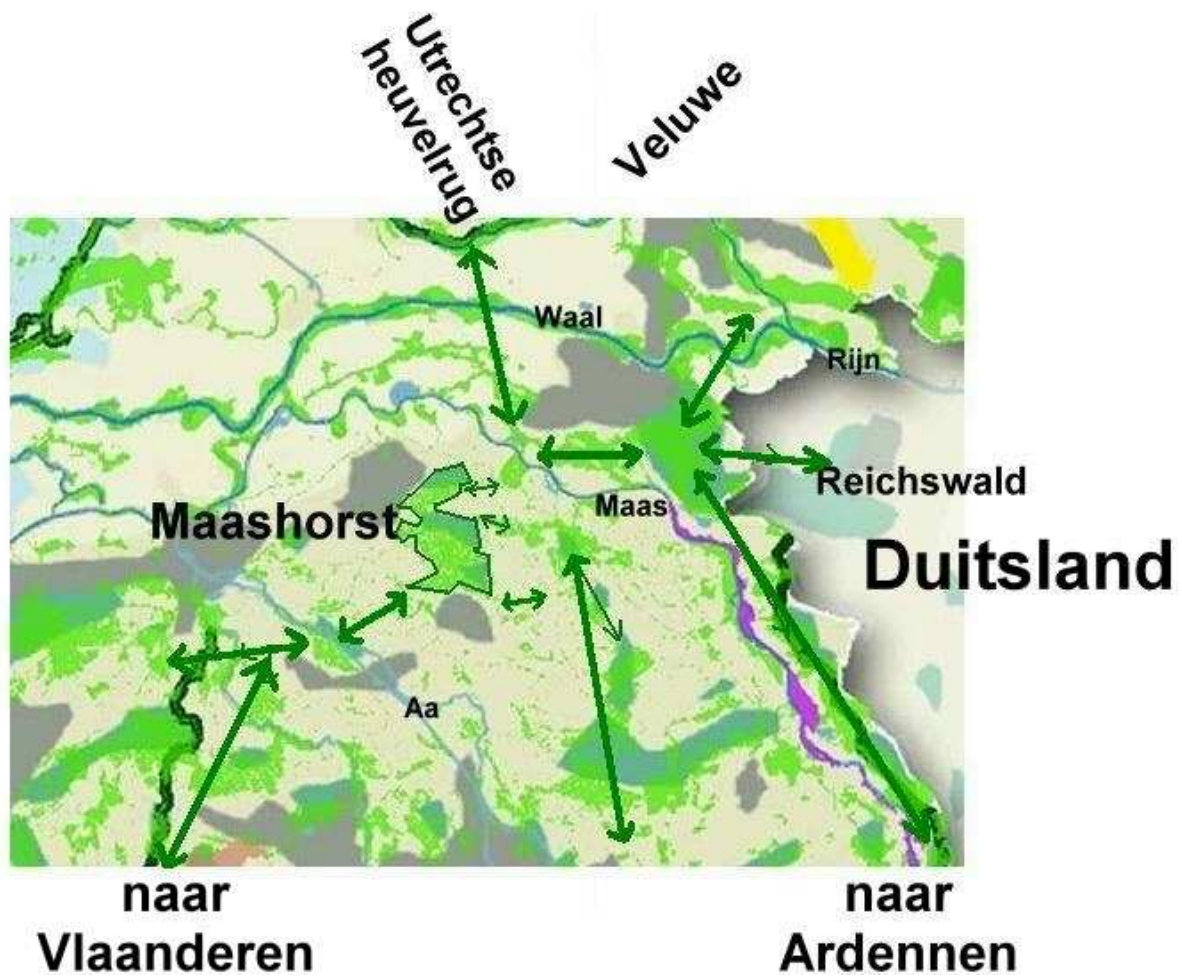 Utrechtse
heuvelrug
Veluwe
Waal
Rijn
Reichswald
Maas
Maashorst
Duitsland
Aa
naar
Vlaanderen
naar
Ardennen